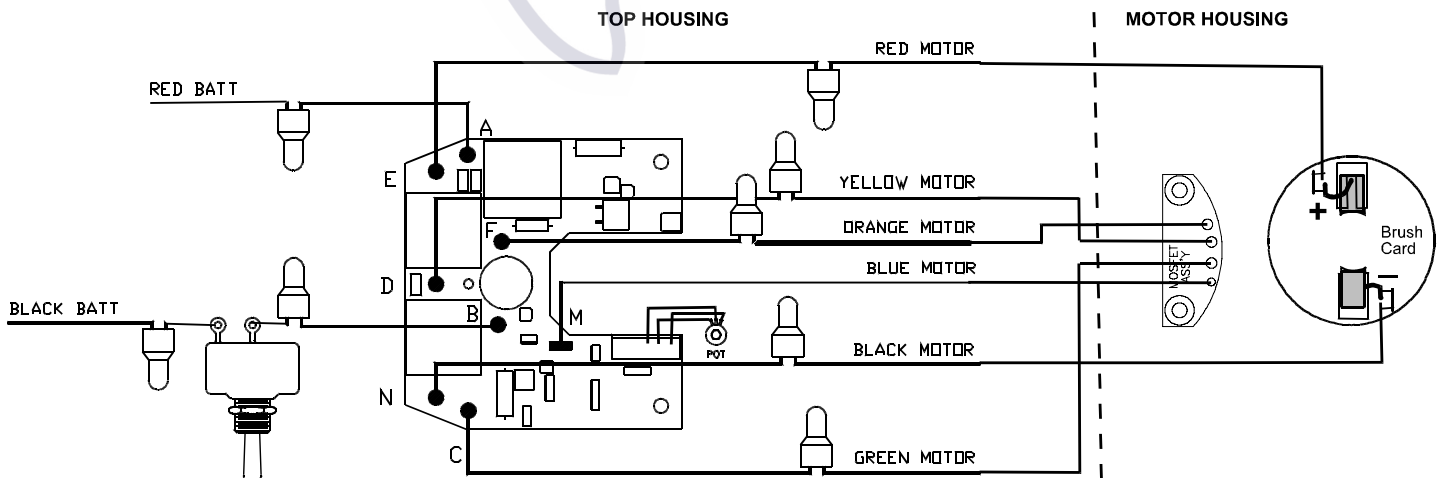 TOP HOUSING
MOTOR HOUSING
RED MOTOR
RED BATT
A
E
YELLOW MOTOR
F
ORANGE MOTOR
MOSFET
ASS'Y
+
Brush
Card
BLUE MOTOR
D
–
BLACK BATT
B
M
POT
BLACK MOTOR
N
C
GREEN MOTOR